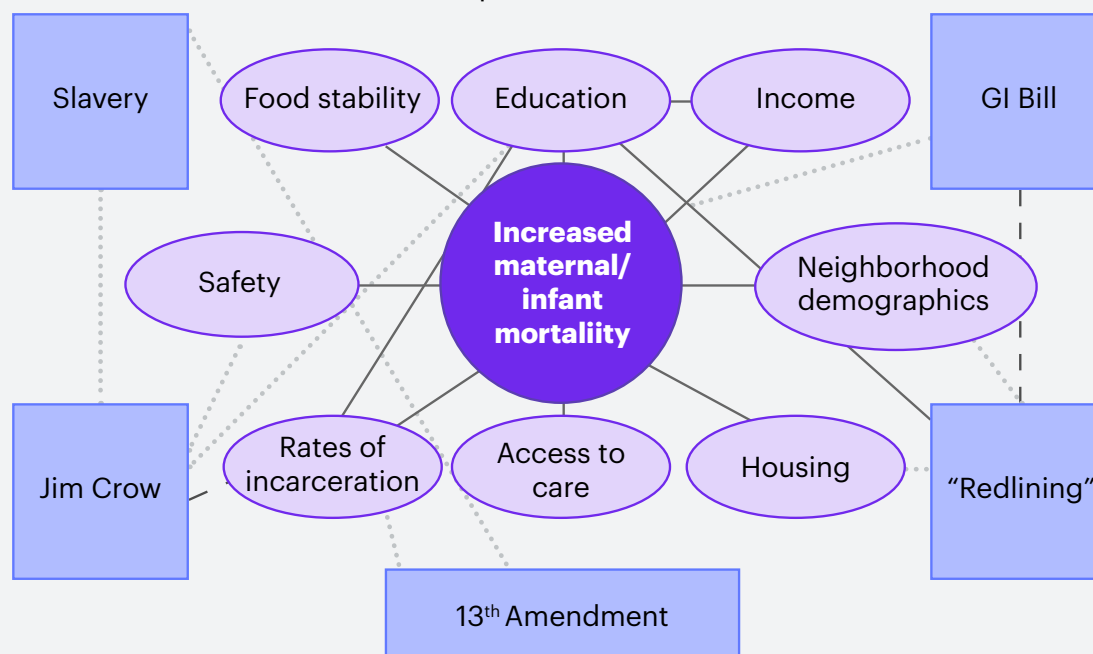 Slavery
Food stability
Education
Income
GI Bill
Increased
maternal/
infant
mortaliity
Safety
Neighborhood
demographics
Jim Crow
Rates of
incarceration
Access to
care
Housing
“Redlining”
13th Amendment